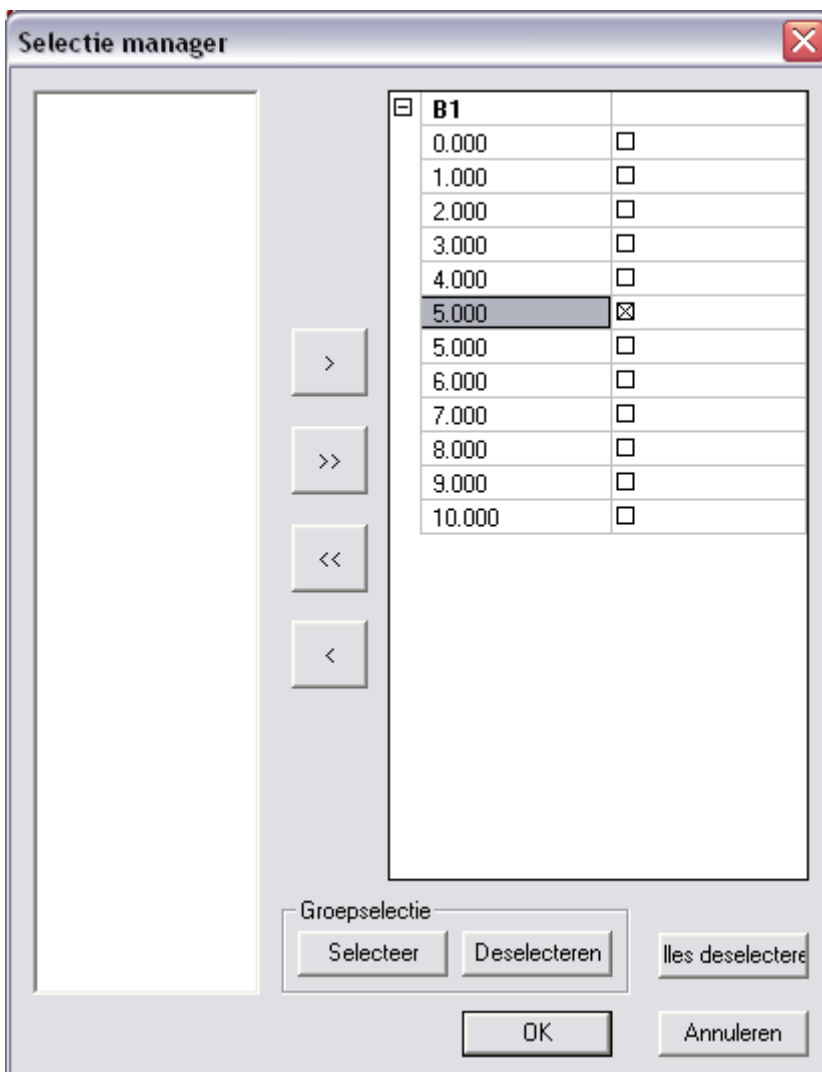 Selectie manager
B1
0.000
1.000
2.000
3.000
4.000
5.000
5.000
6.000
7.000
8.000
9.000
10.000
>
>>
<<
<
Groepselectie
Selecteer
Deselecteren
lles deselectere
OK
Annuleren